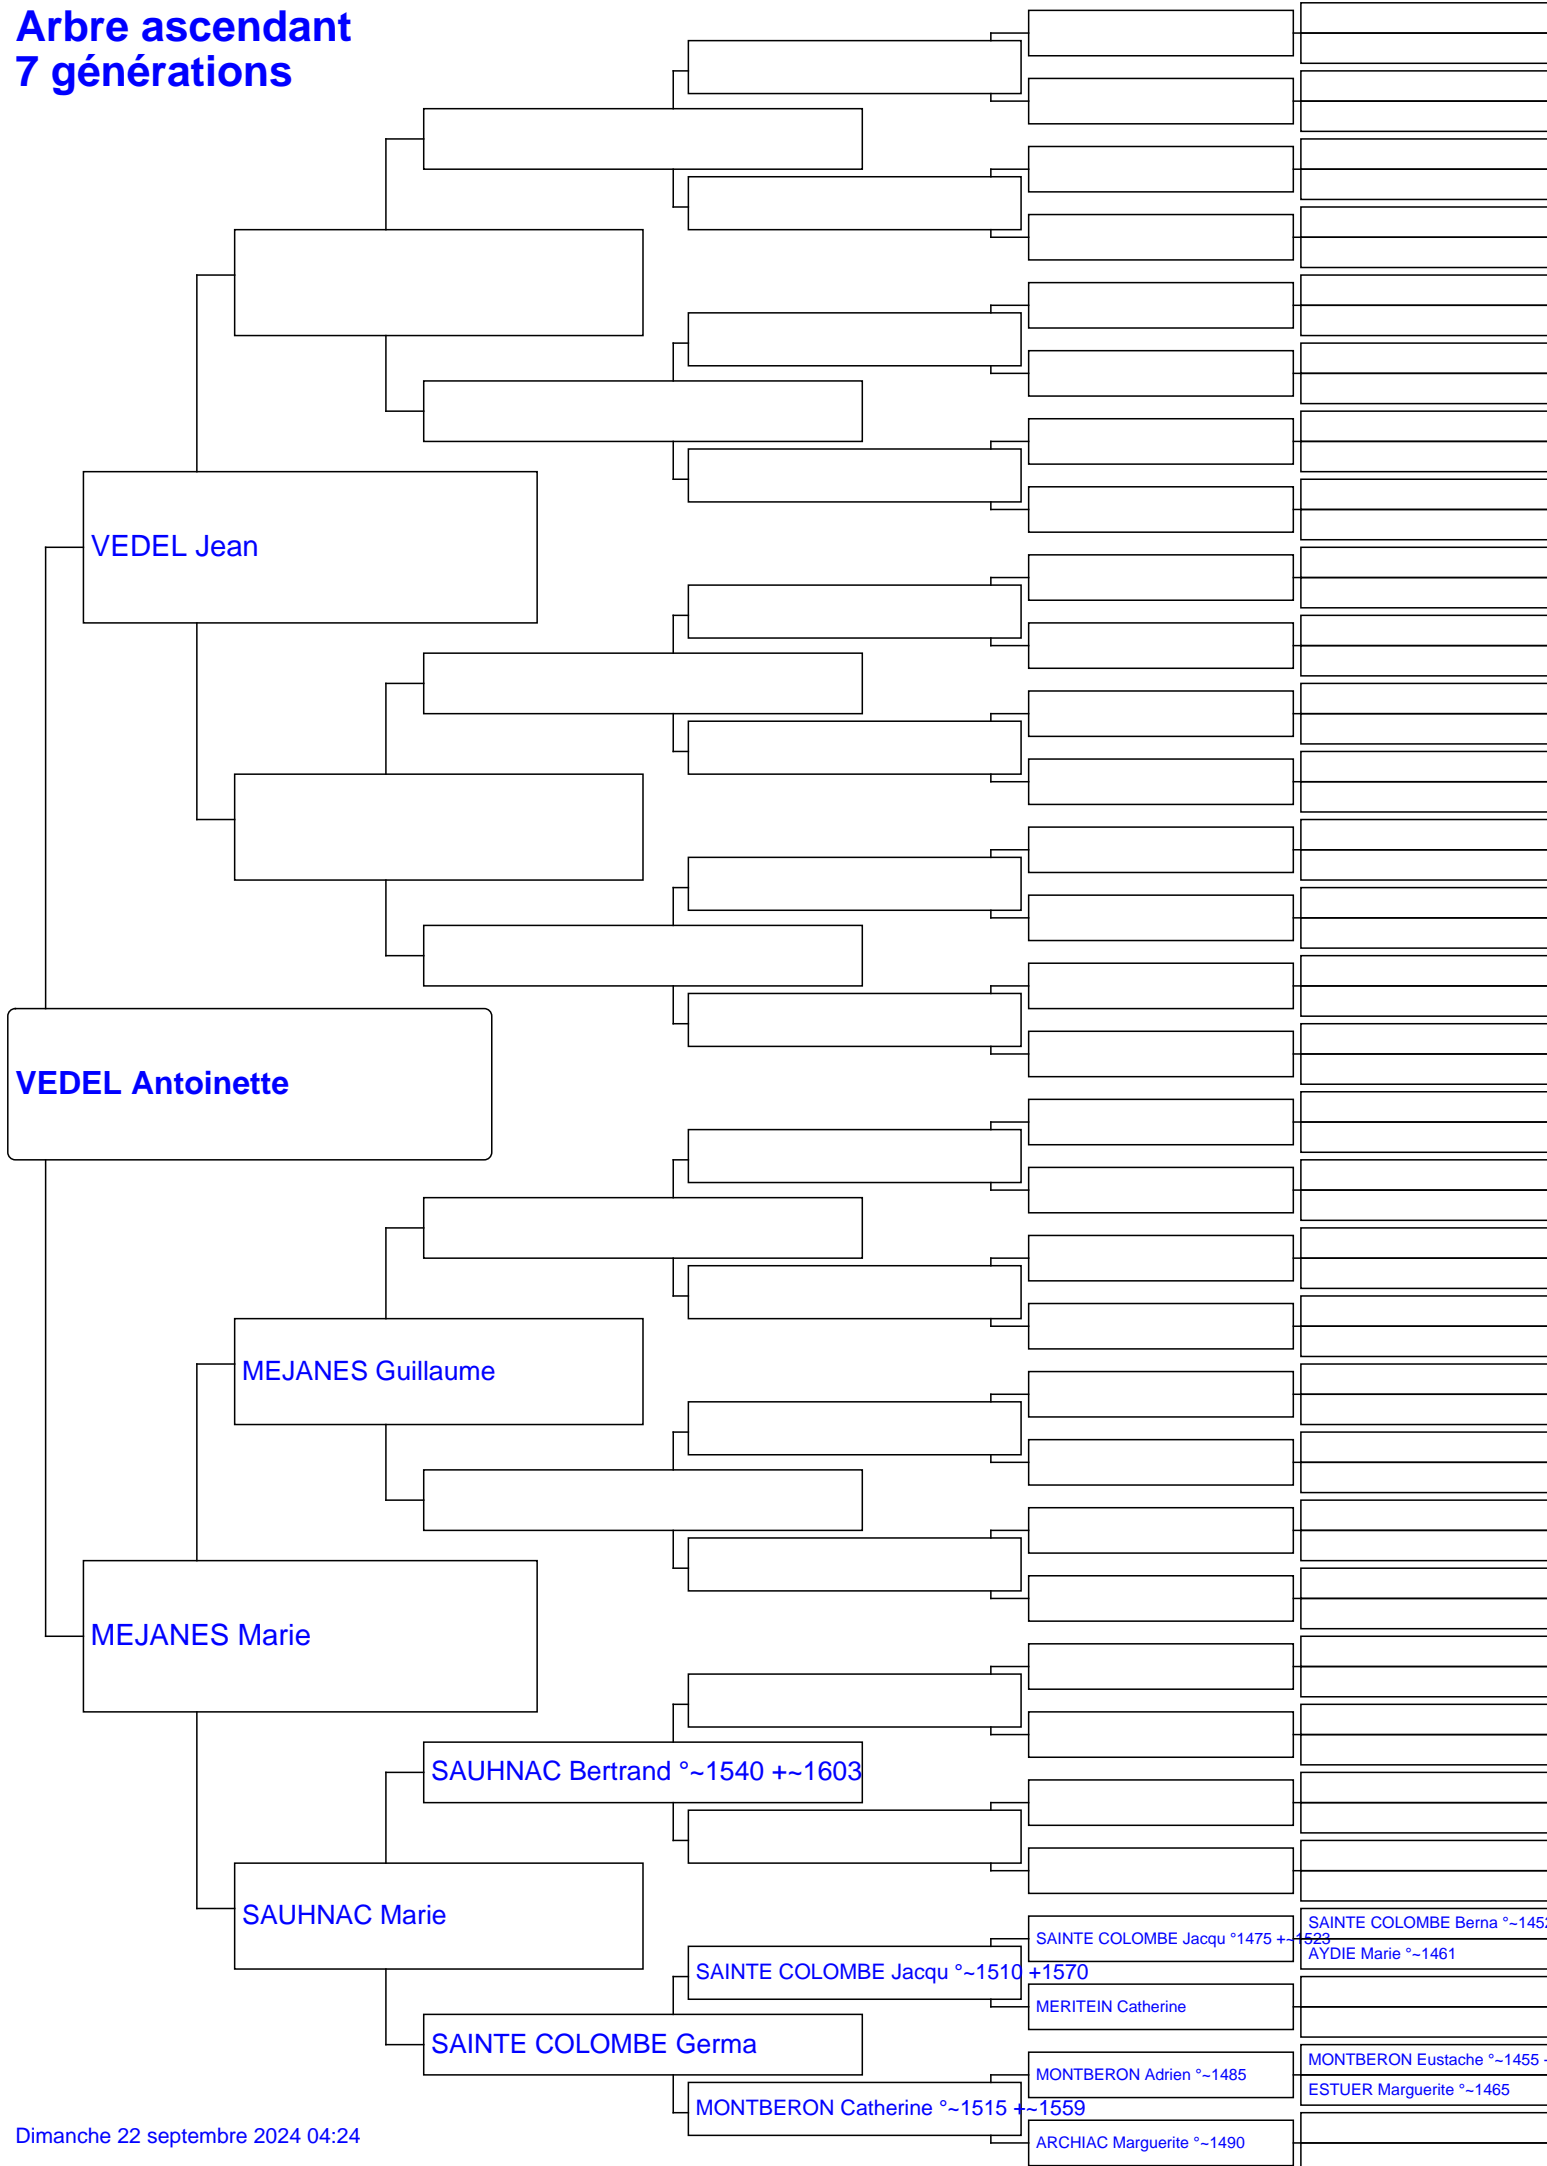 Arbre ascendant
7 générations
VEDEL Jean
VEDEL Antoinette
MEJANES Guillaume
MEJANES Marie
SAUHNAC Bertrand °~1540 +~1603
SAUHNAC Marie
SAINTE COLOMBE Berna °~1452
SAINTE COLOMBE Jacqu °1475 +~1523
AYDIE Marie °~1461
SAINTE COLOMBE Jacqu °~1510 +1570
MERITEIN Catherine
SAINTE COLOMBE Germa
MONTBERON Eustache °~1455
MONTBERON Adrien °~1485
ESTUER Marguerite °~1465
MONTBERON Catherine °~1515 +~1559
ARCHIAC Marguerite °~1490
Dimanche 22 septembre 2024 04:24